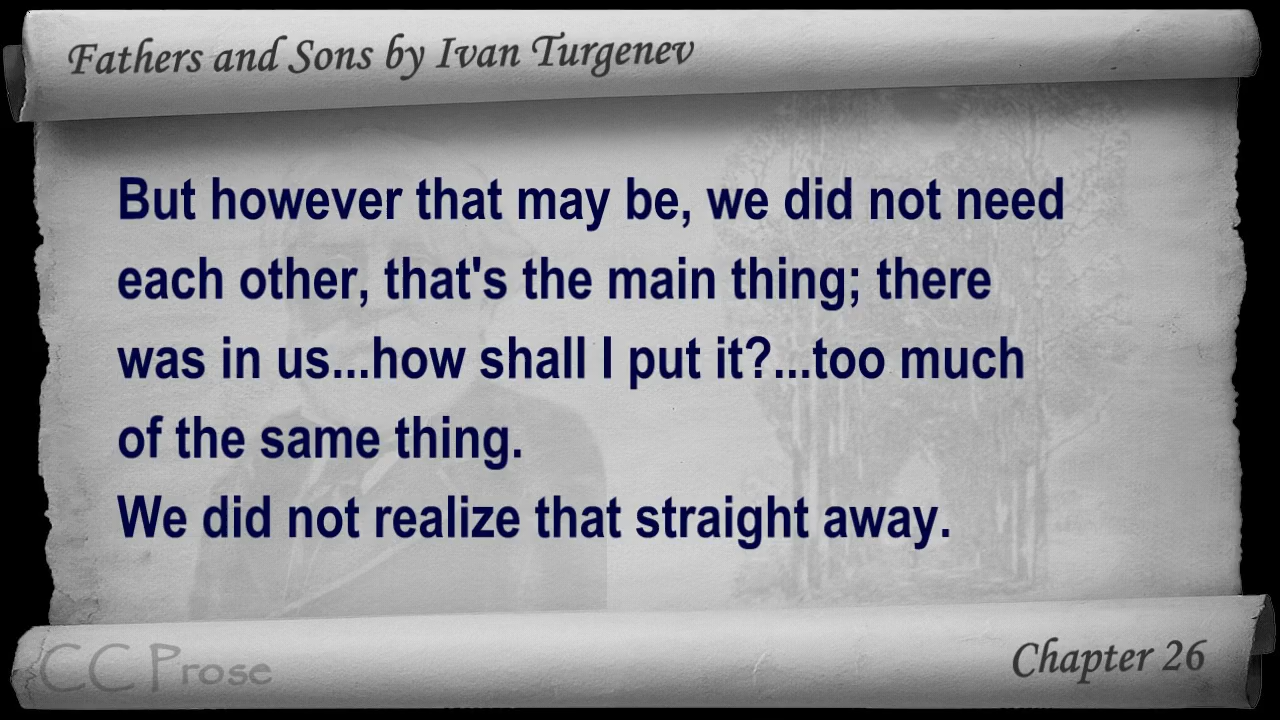 Fathers and Sons by Ivan Turgenev
But however that may be, we did not need
each other, that's the main thing; there
was in us...how shall I put it?...too much
of the same thing.
We did not realize that straight away.
CC Prose
Chapter 26